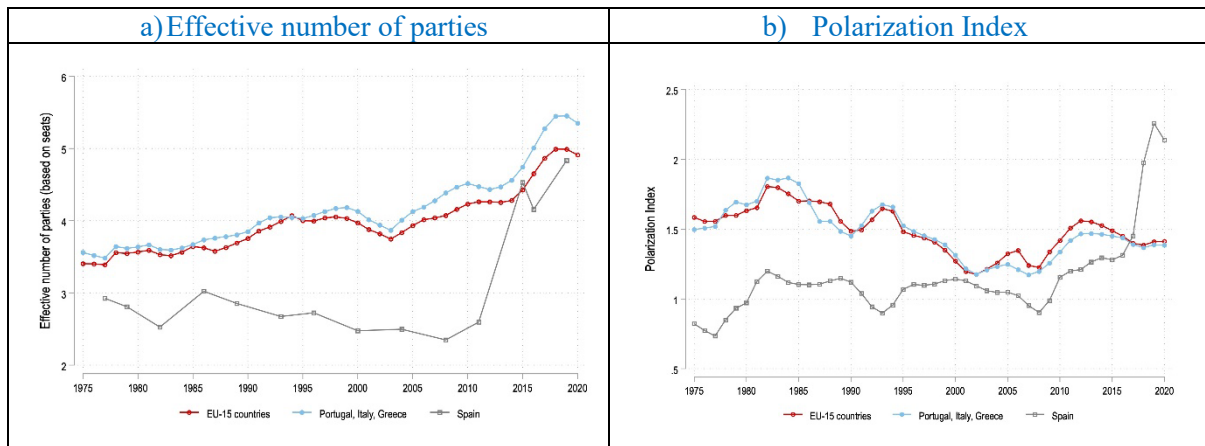 a) Effective number of parties
b) Polarization Index
Effective number of parties (based on seats)
6
5
4
3
2
1975 1980 1985 1990 1995 2000 2005 2010 2015 2020
EU-15 countries Portugal, Italy, Greece Spain
Polarization Index
2.5
2
1.5
1
.5
1975 1980 1985 1990 1995 2000 2005 2010 2015 2020
EU-15 countries Portugal, Italy, Greece Spain